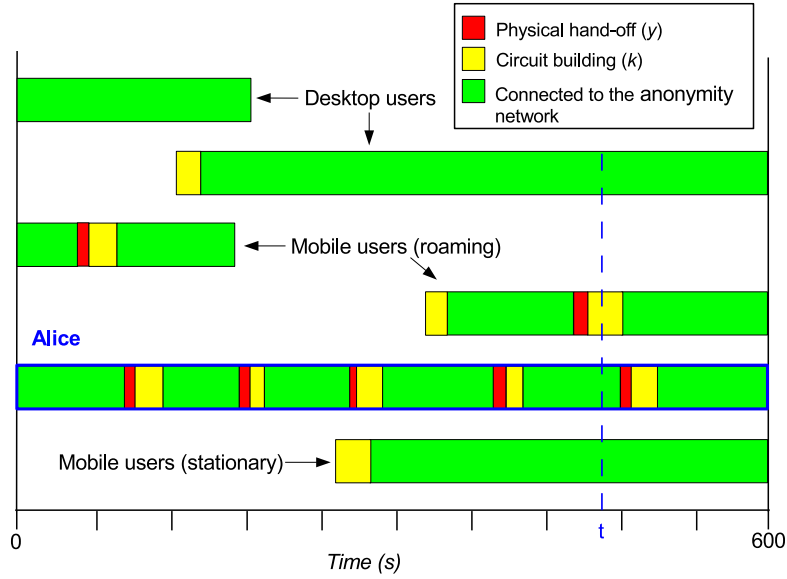 Physical hand-off (y)
Circuit building (k)
Connected to the anonymity
network
Desktop users
Mobile users (roaming)
Alice
Mobile users (stationary)
t
0
600
Time (s)